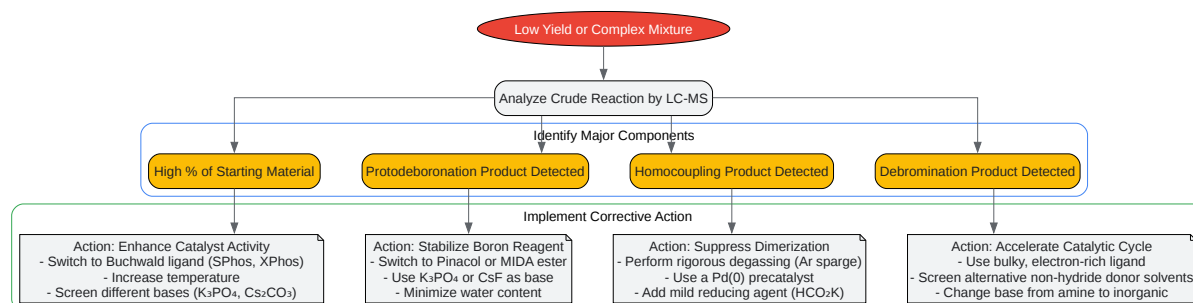 Low Yield or Complex Mixture
Analyze Crude Reaction by LC-MS
Identify Major Components
High % of Starting Material
Protodeboronation Product Detected
Homocoupling Product Detected
Debromination Product Detected
Implement Corrective Action
Action: Enhance Catalyst Activity
- Switch to Buchwald ligand (SPhos, XPhos)
- Increase temperature
- Screen different bases (K₃PO₄, Cs₂CO₃)
Action: Stabilize Boron Reagent
- Switch to Pinacol or MIDA ester
- Use K₃PO₄ or CsF as base
- Minimize water content
Action: Suppress Dimerization
- Perform rigorous degassing (Ar sparge)
- Use a Pd(0) precatalyst
- Add mild reducing agent (HCO₂K)
Action: Accelerate Catalytic Cycle
- Use bulky, electron-rich ligand
- Screen alternative non-hydride donor solvents
- Change base from amine to inorganic